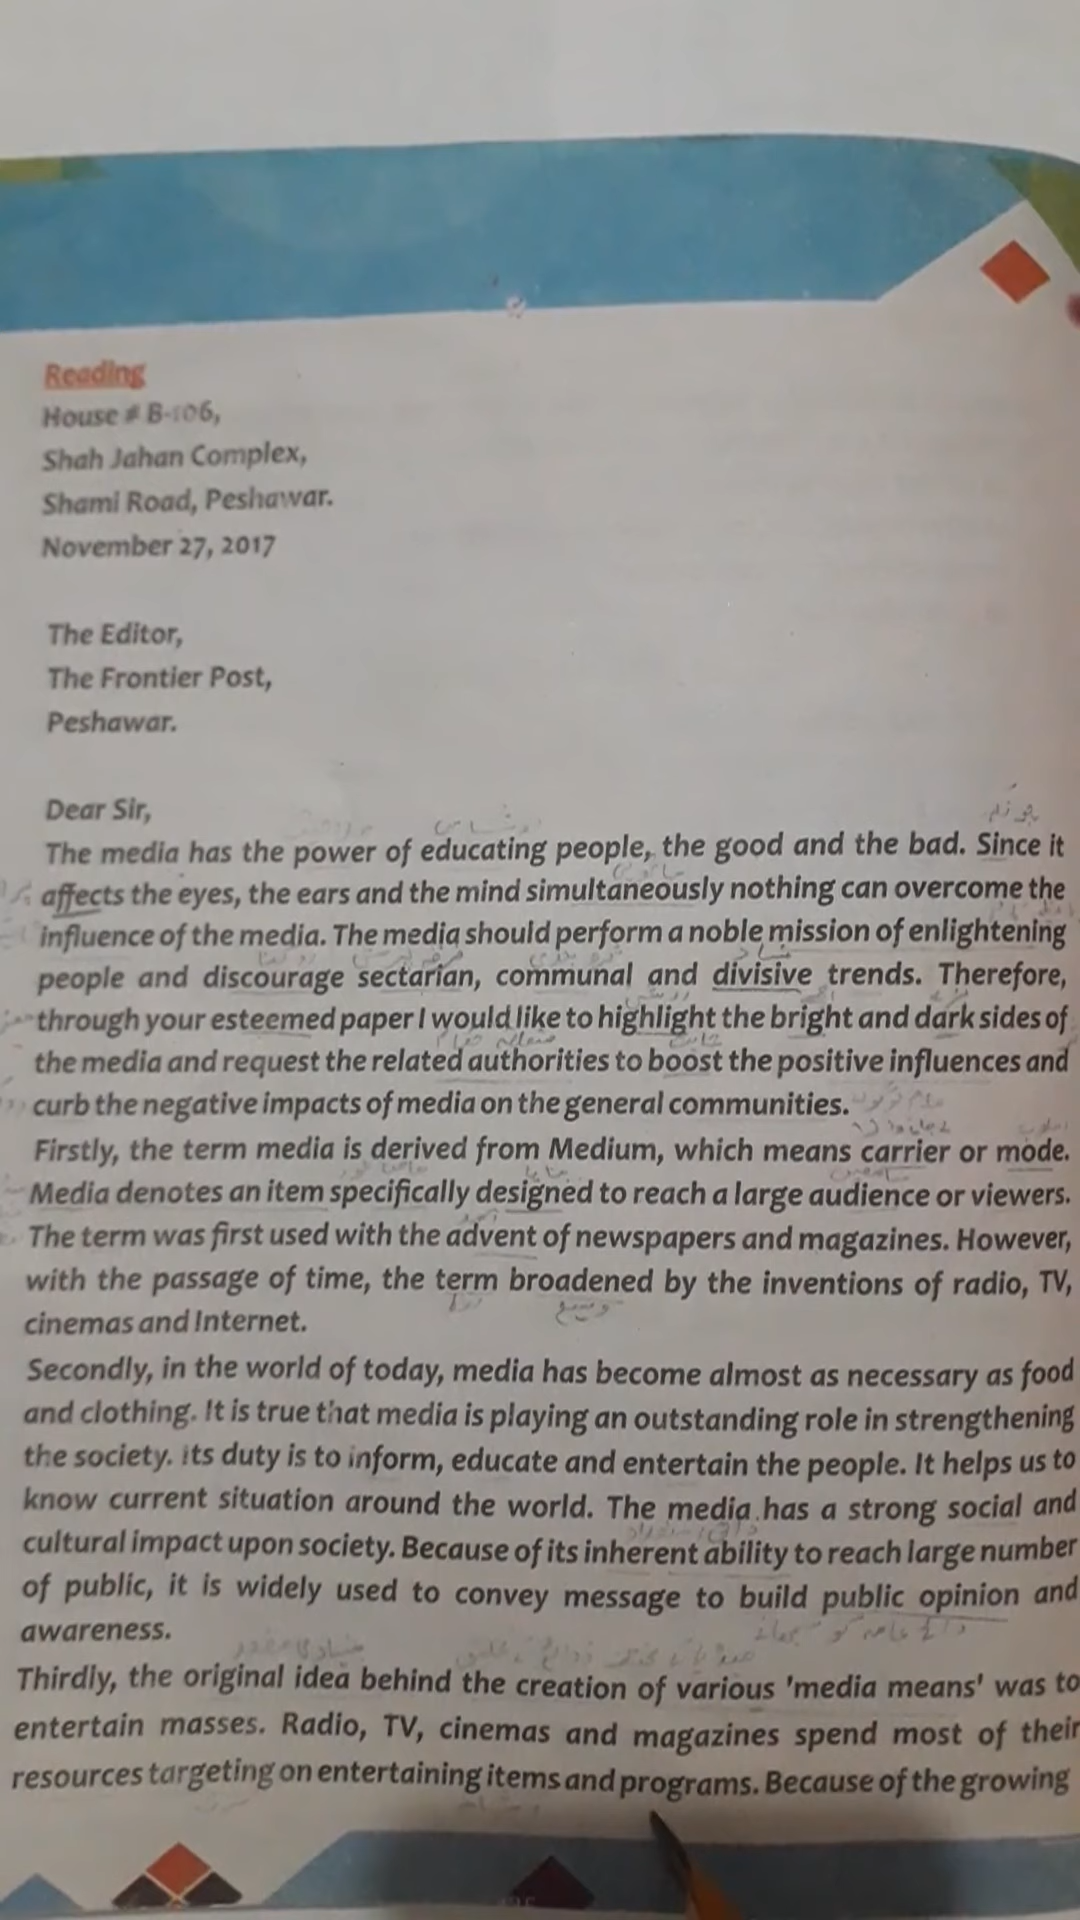 Reading
House # B-106,
Shah Jahan Complex,
Shami Road, Peshawar.
November 27, 2017
The Editor,
The Frontier Post,
Peshawar.
Dear Sir,
The media has the power of educating people, the good and the bad. Since it
affects the eyes, the ears and the mind simultaneously nothing can overcome the
influence of the media. The media should perform a noble mission of enlightening
people and discourage sectarian, communal and divisive trends. Therefore,
through your esteemed paper I would like to highlight the bright and dark sides of
the media and request the related authorities to boost the positive influences and
curb the negative impacts of media on the general communities.
Firstly, the term media is derived from Medium, which means carrier or mode.
Media denotes an item specifically designed to reach a large audience or viewers.
The term was first used with the advent of newspapers and magazines. However,
with the passage of time, the term broadened by the inventions of radio, TV,
cinemas and Internet.
وسیع
Secondly, in the world of today, media has become almost as necessary as food
and clothing. It is true that media is playing an outstanding role in strengthening
the society. Its duty is to inform, educate and entertain the people. It helps us to
know current situation around the world. The media has a strong social and
cultural impact upon society. Because of its inherent ability to reach large number
of public, it is widely used to convey message to build public opinion and
awareness.
Thirdly, the original idea behind the creation of various 'media means' was to
entertain masses. Radio, TV, cinemas and magazines spend most of their
resources targeting on entertaining items and programs. Because of the growing